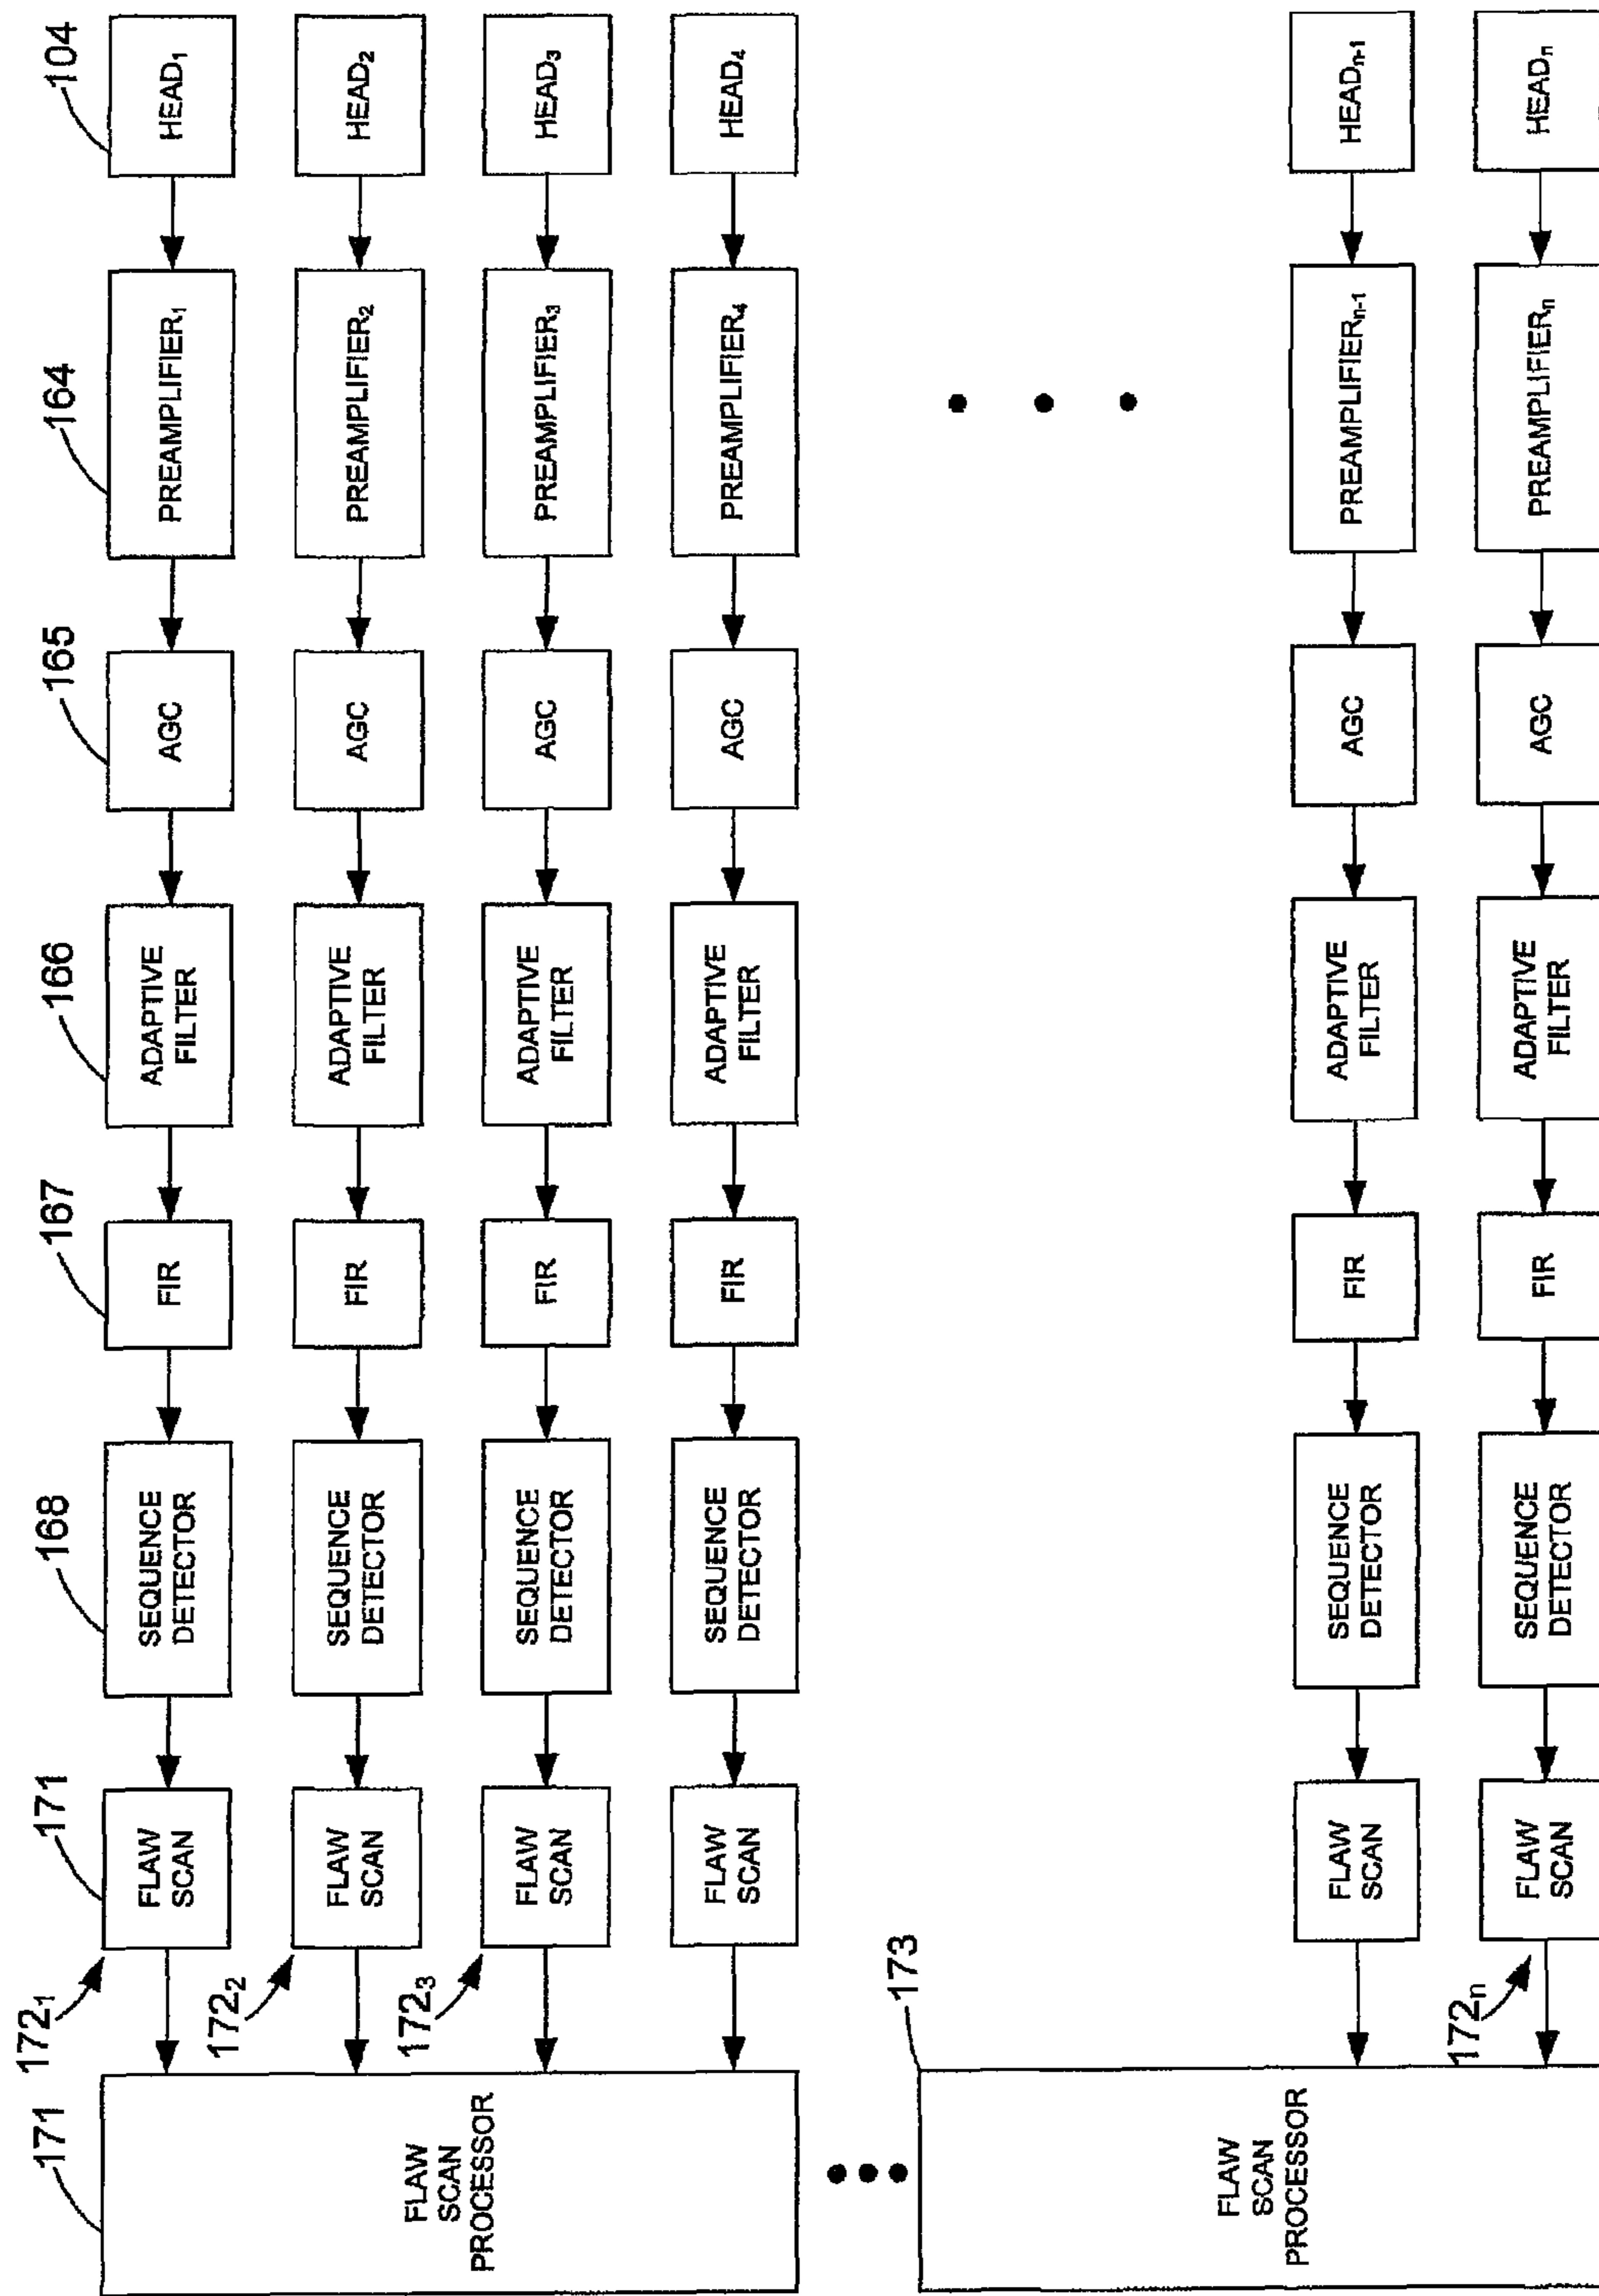 171
172₁
171
168
167
166
165
164
104
FLAW
SCAN
SEQUENCE
DETECTOR
FIR
ADAPTIVE
FILTER
AGC
PREAMPLIFIER₁
HEAD₁
172₂
FLAW
SCAN
SEQUENCE
DETECTOR
FIR
ADAPTIVE
FILTER
AGC
PREAMPLIFIER₂
HEAD₂
FLAW
SCAN
PROCESSOR
172₃
FLAW
SCAN
SEQUENCE
DETECTOR
FIR
ADAPTIVE
FILTER
AGC
PREAMPLIFIER₃
HEAD₃
FLAW
SCAN
SEQUENCE
DETECTOR
FIR
ADAPTIVE
FILTER
AGC
PREAMPLIFIER₄
HEAD₄
173
FLAW
SCAN
PROCESSOR
FLAW
SCAN
SEQUENCE
DETECTOR
FIR
ADAPTIVE
FILTER
AGC
PREAMPLIFIERₙ₋₁
HEADₙ₋₁
172ₙ
FLAW
SCAN
SEQUENCE
DETECTOR
FIR
ADAPTIVE
FILTER
AGC
PREAMPLIFIERₙ
HEADₙ